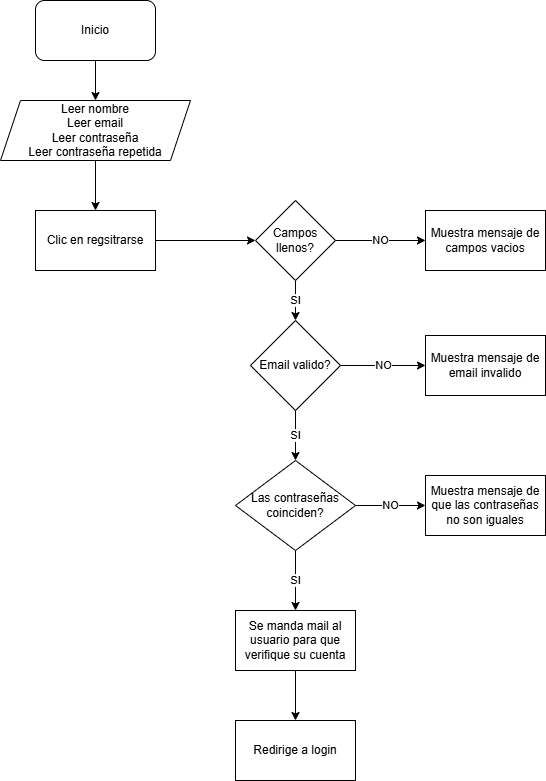 Inicio
Leer nombre
Leer email
Leer contraseña
Leer contraseña repetida
Clic en regsitrarse
Campos
llenos?
NO
Muestra mensaje de
campos vacios
SI
Email valido?
NO
Muestra mensaje de
email invalido
SI
Las contraseñas
coinciden?
NO
Muestra mensaje de
que las contraseñas
no son iguales
SI
Se manda mail al
usuario para que
verifique su cuenta
Redirige a login